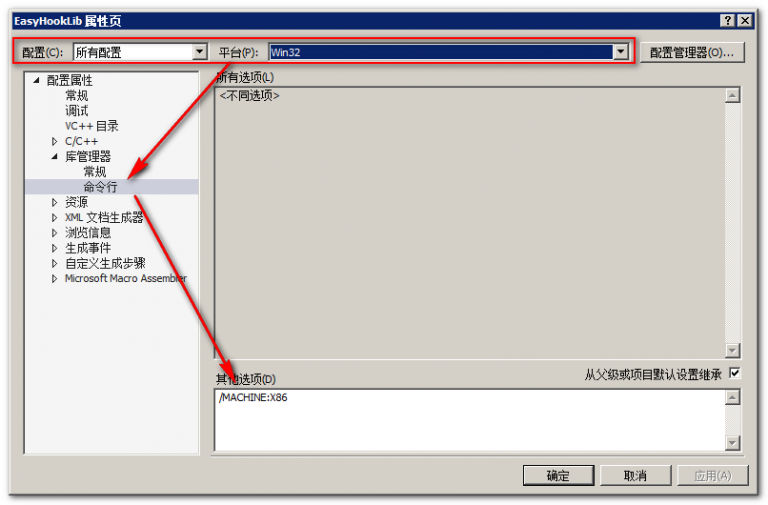 EasyHookLib 属性页
配置(C): 所有配置 平台(P): Win32 配置管理器(O)...
配置属性
常规
调试
VC++ 目录
C/C++
库管理器
常规
命令行
资源
XML 文档生成器
浏览信息
生成事件
自定义生成步骤
Microsoft Macro Assembler
所有选项(L)
<不同选项>
其他选项(D) 从父级或项目默认设置继承
/MACHINE:X86
确定 取消 应用(A)